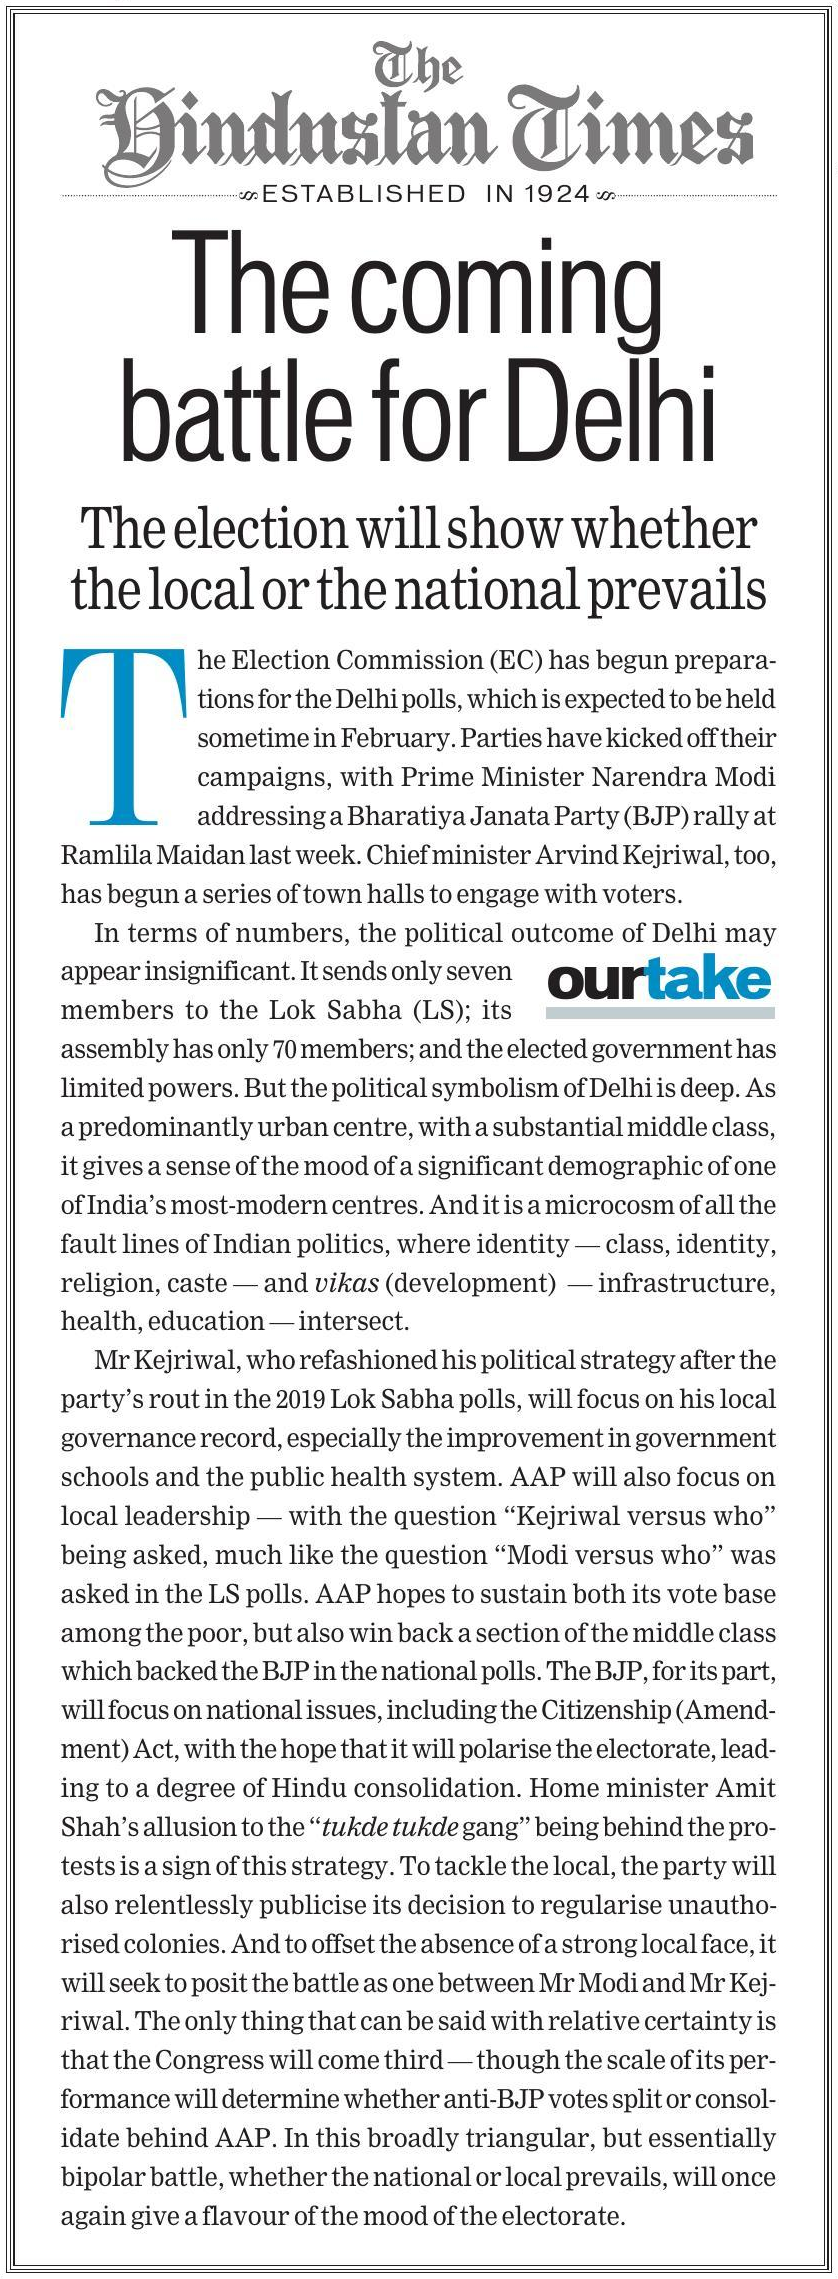 The
Hindustan Times
ESTABLISHED IN 1924
The coming
battle for Delhi
The election will show whether
the local or the national prevails
The Election Commission (EC) has begun prepara-
tions for the Delhi polls, which is expected to be held
sometime in February. Parties have kicked off their
campaigns, with Prime Minister Narendra Modi
addressing a Bharatiya Janata Party (BJP) rally at
Ramlila Maidan last week. Chief minister Arvind Kejriwal, too,
has begun a series of town halls to engage with voters.
In terms of numbers, the political outcome of Delhi may
appear insignificant. It sends only seven
members to the Lok Sabha (LS); its
ourtake
assembly has only 70 members; and the elected government has
limited powers. But the political symbolism of Delhi is deep. As
a predominantly urban centre, with a substantial middle class,
it gives a sense of the mood of a significant demographic of one
of India's most-modern centres. And it is a microcosm of all the
fault lines of Indian politics, where identity — class, identity,
religion, caste — and vikas (development) — infrastructure,
health, education — intersect.
Mr Kejriwal, who refashioned his political strategy after the
party's rout in the 2019 Lok Sabha polls, will focus on his local
governance record, especially the improvement in government
schools and the public health system. AAP will also focus on
local leadership — with the question “Kejriwal versus who”
being asked, much like the question “Modi versus who” was
asked in the LS polls. AAP hopes to sustain both its vote base
among the poor, but also win back a section of the middle class
which backed the BJP in the national polls. The BJP, for its part,
will focus on national issues, including the Citizenship (Amend-
ment) Act, with the hope that it will polarise the electorate, lead-
ing to a degree of Hindu consolidation. Home minister Amit
Shah's allusion to the “tukde tukde gang” being behind the pro-
tests is a sign of this strategy. To tackle the local, the party will
also relentlessly publicise its decision to regularise unautho-
rised colonies. And to offset the absence of a strong local face, it
will seek to posit the battle as one between Mr Modi and Mr Kej-
riwal. The only thing that can be said with relative certainty is
that the Congress will come third — though the scale of its per-
formance will determine whether anti-BJP votes split or consol-
idate behind AAP. In this broadly triangular, but essentially
bipolar battle, whether the national or local prevails, will once
again give a flavour of the mood of the electorate.